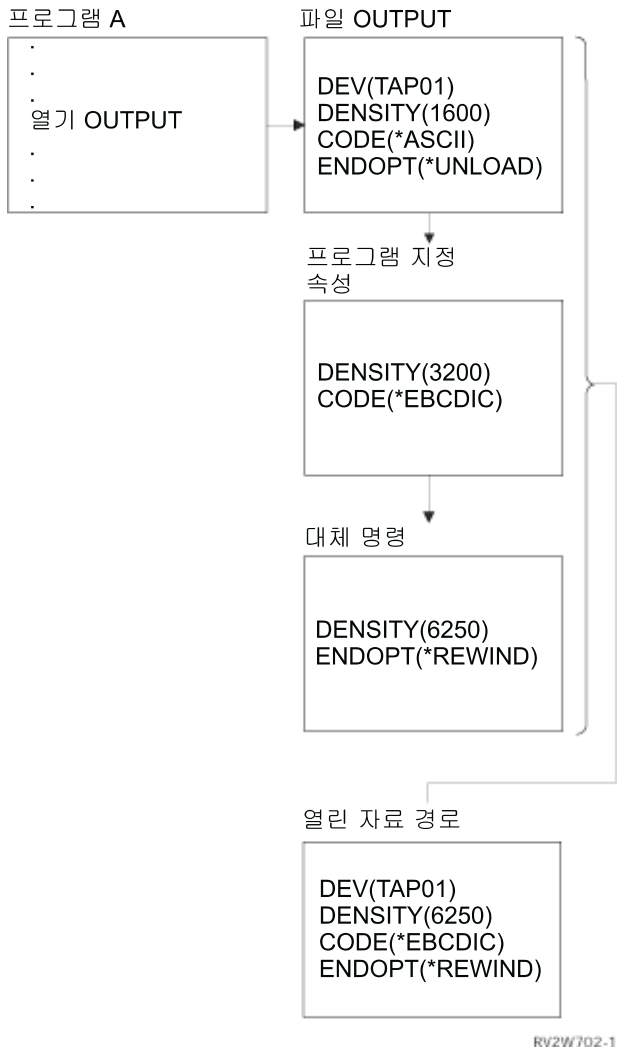 프로그램 A
.
.
.
열기 OUTPUT
.
.
.
파일 OUTPUT
DEV(TAP01)
DENSITY(1600)
CODE(*ASCII)
ENDOPT(*UNLOAD)
프로그램 지정
속성
DENSITY(3200)
CODE(*EBCDIC)
대체 명령
DENSITY(6250)
ENDOPT(*REWIND)
열린 자료 경로
DEV(TAP01)
DENSITY(6250)
CODE(*EBCDIC)
ENDOPT(*REWIND)
RV2W702-1